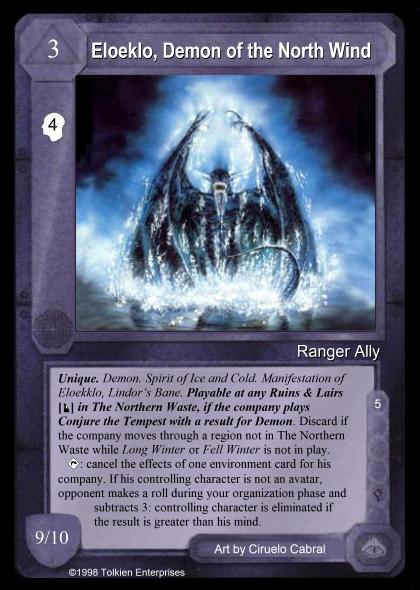 3
Eloeklo, Demon of the North Wind
4
Ranger Ally
Unique. Demon. Spirit of Ice and Cold. Manifestation of
Eloekklo, Lindor's Bane. Playable at any Ruins & Lairs
[ ] in The Northern Waste, if the company plays
Conjure the Tempest with a result for Demon. Discard if
the company moves through a region not in The Northern
Waste while Long Winter or Fell Winter is not in play.
: cancel the effects of one environment card for his
company. If his controlling character is not an avatar,
opponent makes a roll during your organization phase and
subtracts 3: controlling character is eliminated if
the result is greater than his mind.
5
9/10
Art by Ciruelo Cabral
©1998 Tolkien Enterprises